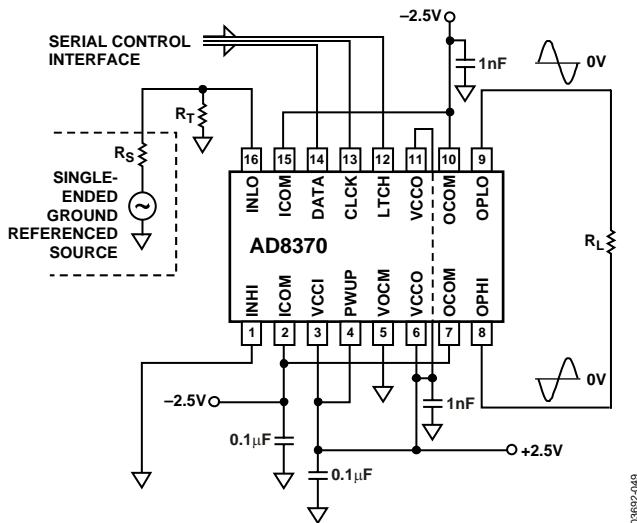 –2.5V
SERIAL CONTROL
INTERFACE
1nF
0V
RT
RS
16
15
14
13
12
11
10
9
INLO
ICOM
DATA
CLCK
LTCH
VCCO
OCOM
OPLO
SINGLE-
ENDED
GROUND
REFERENCED
SOURCE
AD8370
RL
INHI
ICOM
VCCI
PWUP
VOCM
VCCO
OCOM
OPHI
1
2
3
4
5
6
7
8
0V
–2.5V
1nF
0.1µF
+2.5V
0.1µF
03692-049